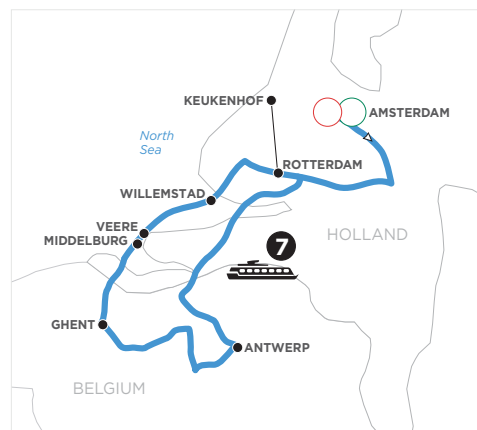 KEUKENHOF
AMSTERDAM
North
Sea
ROTTERDAM
WILLEMSTAD
VEERE
MIDDELBURG
HOLLAND
7
GHENT
ANTWERP
BELGIUM